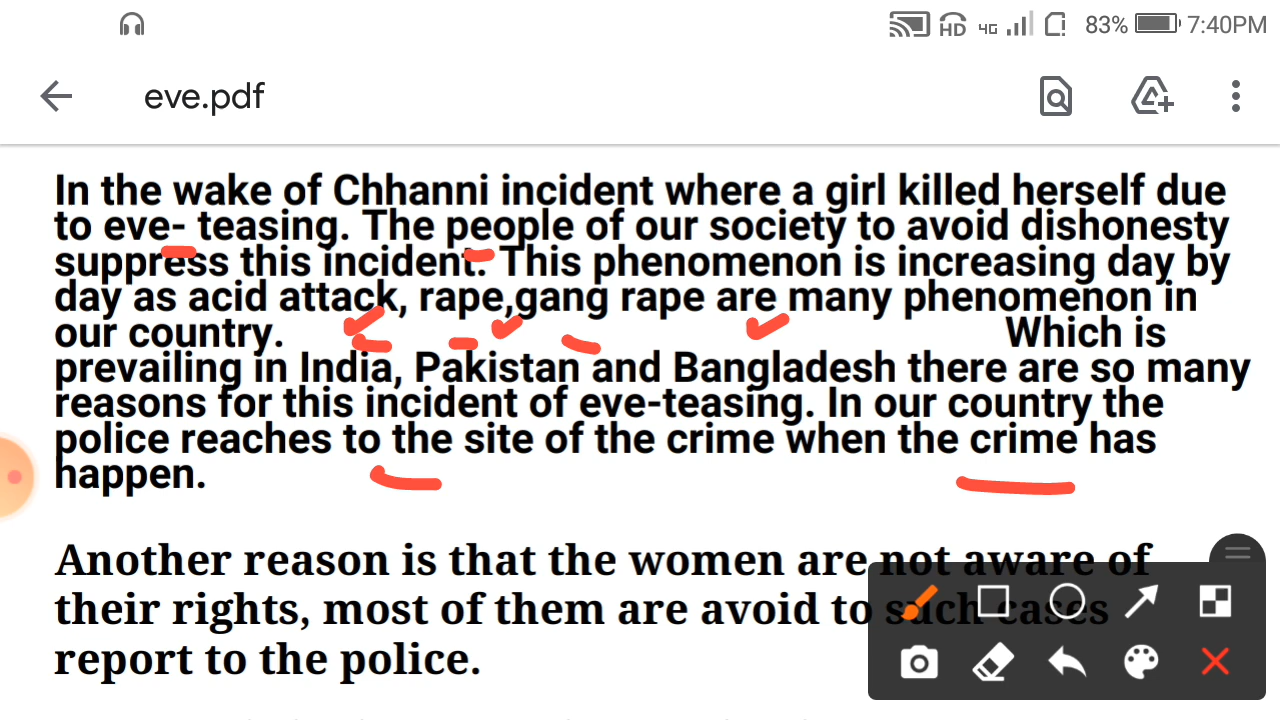 HD 4G 83% 7:40PM
eve.pdf
In the wake of Chhanni incident where a girl killed herself due
to eve- teasing. The people of our society to avoid dishonesty
suppress this incident. This phenomenon is increasing day by
day as acid attack, rape,gang rape are many phenomenon in
our country. Which is
prevailing in India, Pakistan and Bangladesh there are so many
reasons for this incident of eve-teasing. In our country the
police reaches to the site of the crime when the crime has
happen.
Another reason is that the women are not aware of
their rights, most of them are avoid to such cases
report to the police.